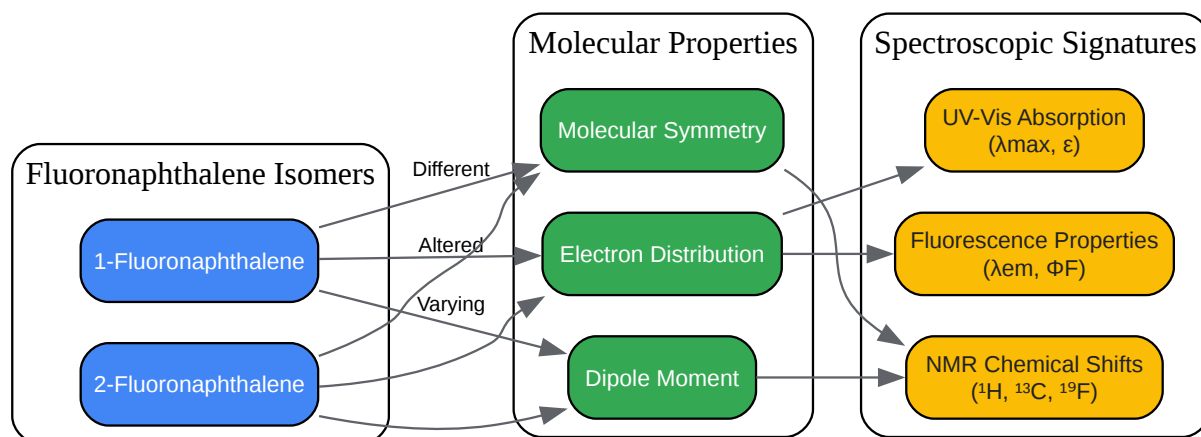 Molecular Properties
Spectroscopic Signatures
Fluoronaphthalene Isomers
1-Fluoronaphthalene
2-Fluoronaphthalene
Different
Altered
Varying
Molecular Symmetry
Electron Distribution
Dipole Moment
UV-Vis Absorption
(λmax, ε)
Fluorescence Properties
(λem, ΦF)
NMR Chemical Shifts
(¹H, ¹³C, ¹⁹F)